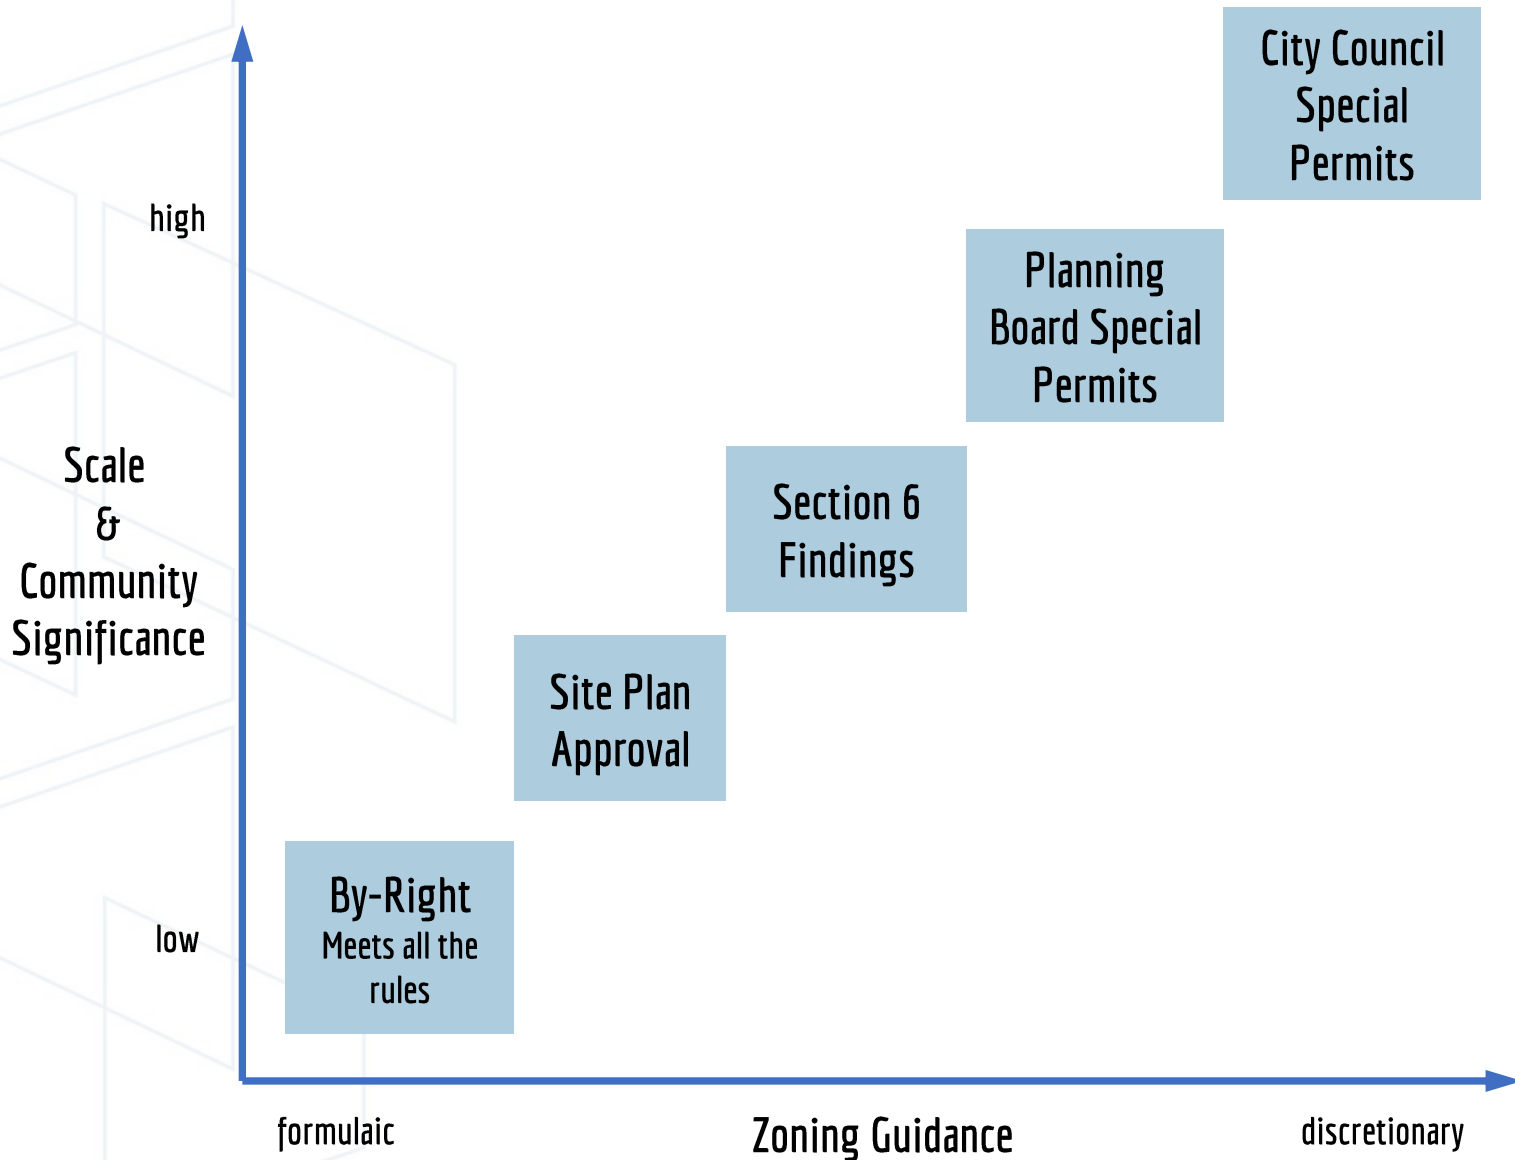 City Council
Special
Permits
high
Planning
Board Special
Permits
Scale
&
Community
Significance
Section 6
Findings
Site Plan
Approval
By-Right
Meets all the
rules
low
formulaic
Zoning Guidance
discretionary